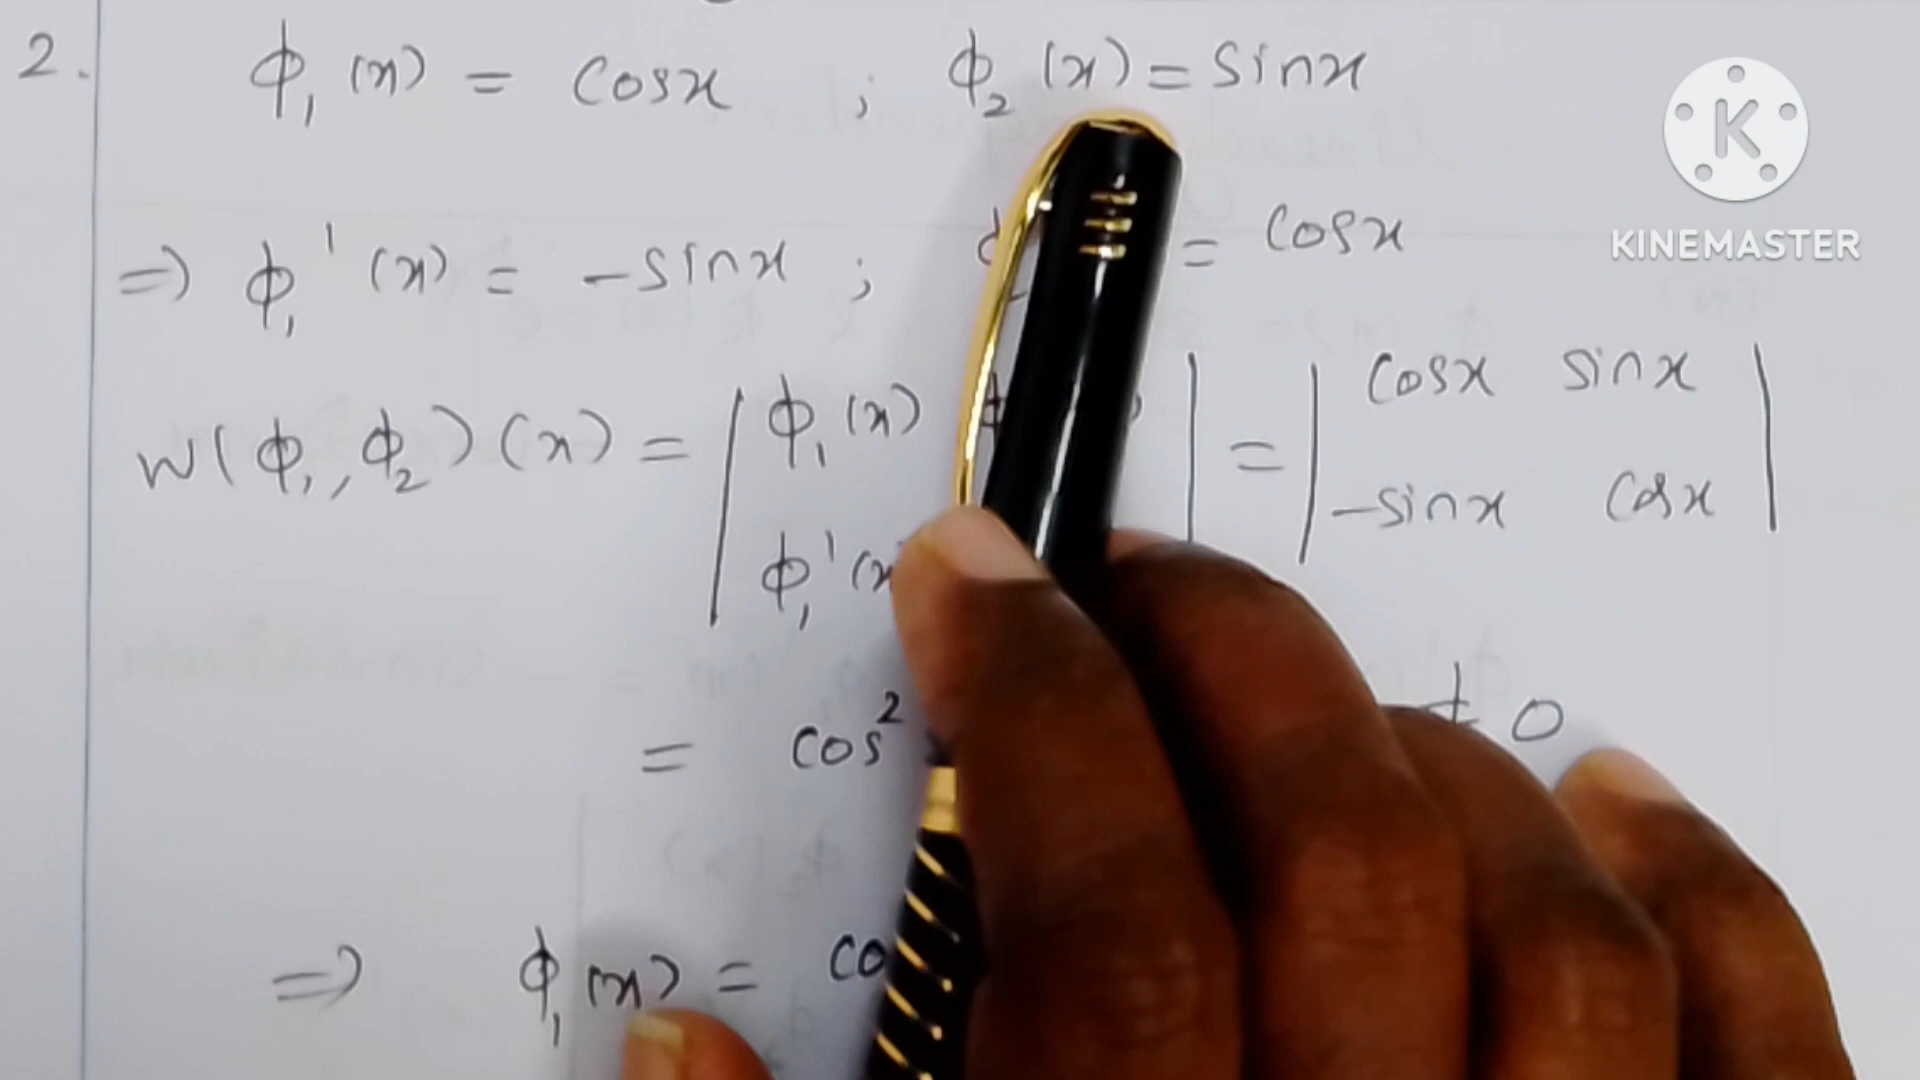 2. ϕ₁(x) = cosx ; ϕ₂(x) = sinx
K
KINEMASTER
⇒ ϕ₁'(x) = -sinx ; = cosx
W(ϕ₁, ϕ₂)(x) = | ϕ₁(x) | = | cosx sinx |
| ϕ₁'(x | | -sinx cosx |
= cos² ≠ 0
⇒ ϕ₁(x) = co